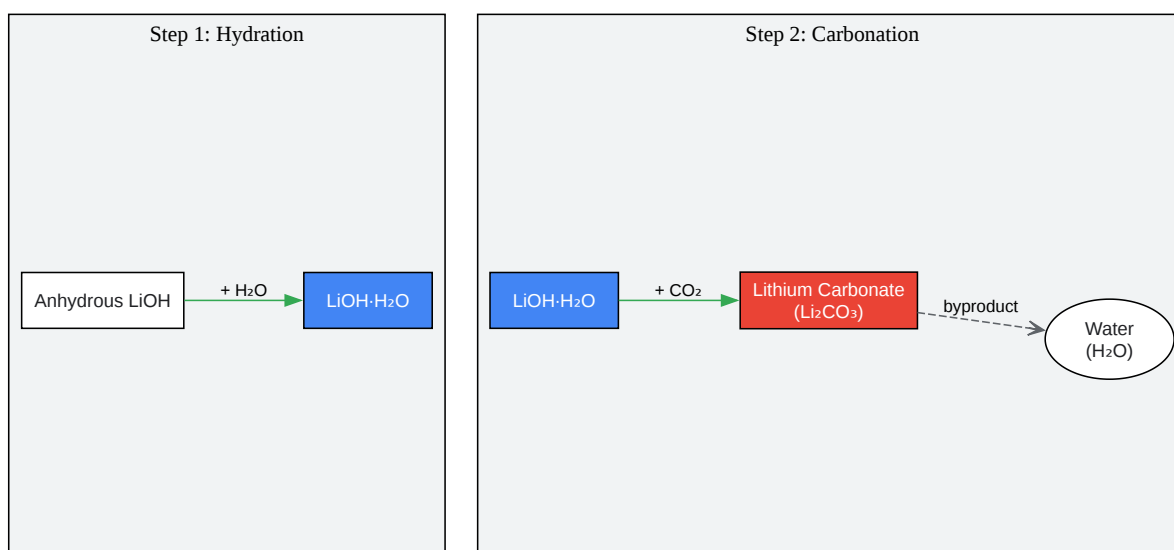 Step 1: Hydration
Anhydrous LiOH
+ H₂O
LiOH·H₂O
Step 2: Carbonation
LiOH·H₂O
+ CO₂
Lithium Carbonate
(Li₂CO₃)
byproduct
Water
(H₂O)